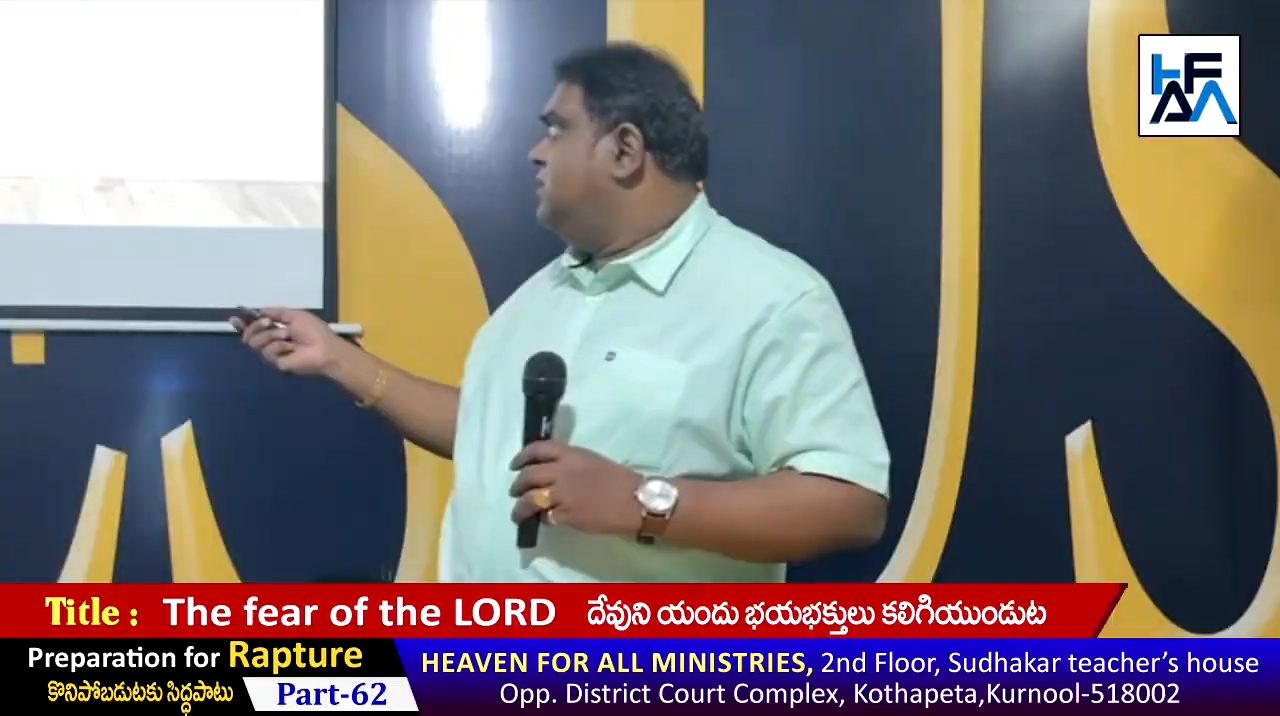 HFAM
Title : The fear of the LORD దేవుని యందు భయభక్తులు కలిగియుండుట
Preparation for Rapture
కొనిపోబడుటకు సిద్ధపాటు
Part-62
HEAVEN FOR ALL MINISTRIES, 2nd Floor, Sudhakar teacher's house
Opp. District Court Complex, Kothapeta,Kurnool-518002